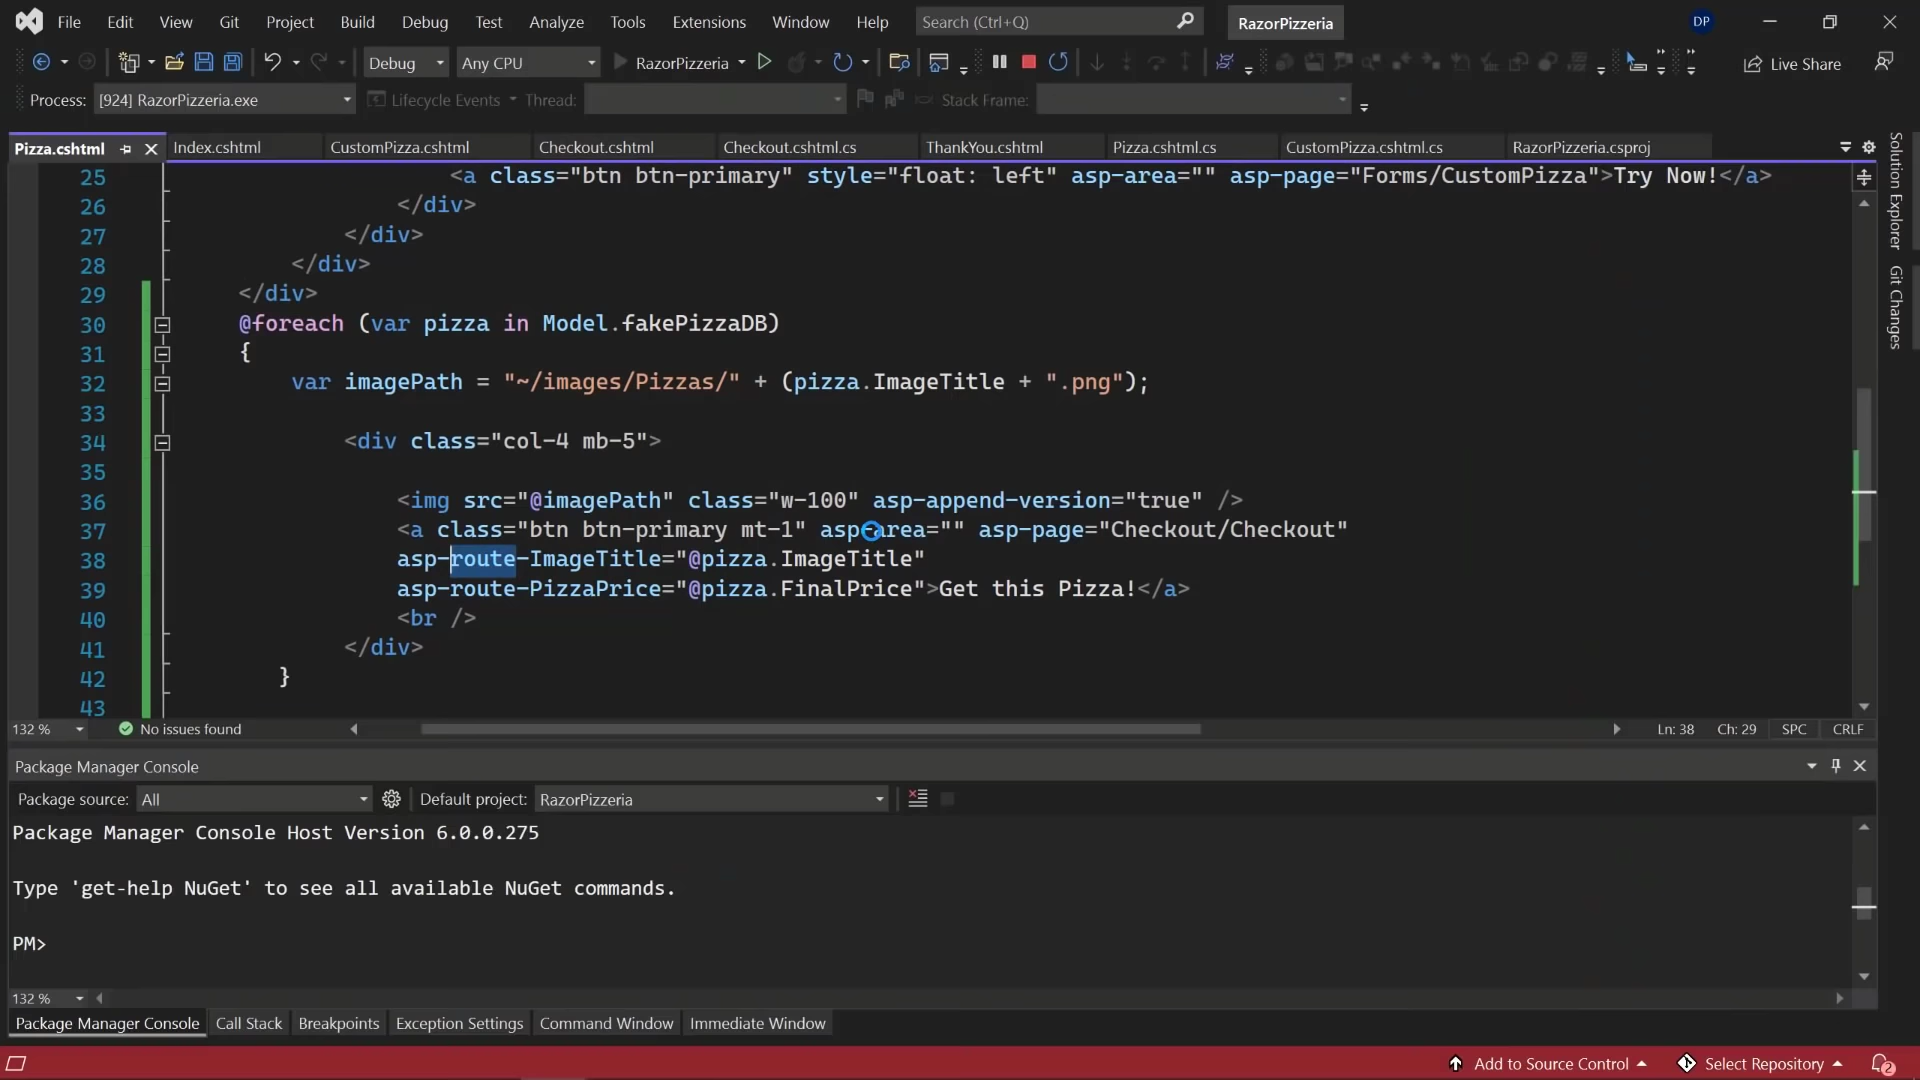 File Edit View Git Project Build Debug Test Analyze Tools Extensions Window Help Search (Ctrl+Q) RazorPizzeria DP
Debug Any CPU RazorPizzeria Live Share
Process: [924] RazorPizzeria.exe Lifecycle Events Thread: Stack Frame:
Pizza.cshtml Index.cshtml CustomPizza.cshtml Checkout.cshtml Checkout.cshtml.cs ThankYou.cshtml Pizza.cshtml.cs CustomPizza.cshtml.cs RazorPizzeria.csproj
Solution Explorer
Git Changes
25 <a class="btn btn-primary" style="float: left" asp-area="" asp-page="Forms/CustomPizza">Try Now!</a>
26 </div>
27 </div>
28 </div>
29 </div>
30 @foreach (var pizza in Model.fakePizzaDB)
31 {
32 var imagePath = "~/images/Pizzas/" + (pizza.ImageTitle + ".png");
33
34 <div class="col-4 mb-5">
35
36 <img src="@imagePath" class="w-100" asp-append-version="true" />
37 <a class="btn btn-primary mt-1" asp-area="" asp-page="Checkout/Checkout"
38 asp-route-ImageTitle="@pizza.ImageTitle"
39 asp-route-PizzaPrice="@pizza.FinalPrice">Get this Pizza!</a>
40 <br />
41 </div>
42 }
43
132 % No issues found Ln: 38 Ch: 29 SPC CRLF
Package Manager Console
Package source: All Default project: RazorPizzeria
Package Manager Console Host Version 6.0.0.275
Type 'get-help NuGet' to see all available NuGet commands.
PM>
132 %
Package Manager Console Call Stack Breakpoints Exception Settings Command Window Immediate Window
Add to Source Control Select Repository 2